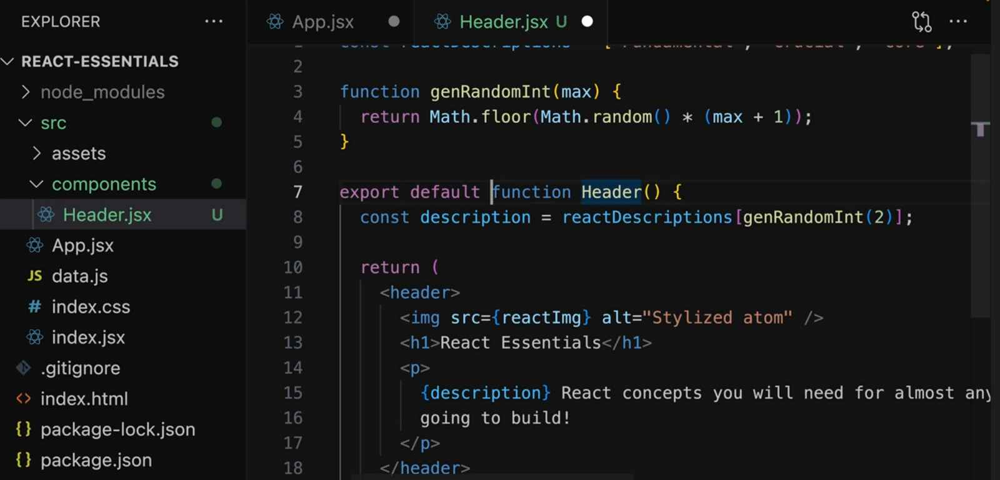 EXPLORER
REACT-ESSENTIALS
node_modules
src
assets
components
Header.jsx U
App.jsx
JS data.js
# index.css
index.jsx
.gitignore
<> index.html
{} package-lock.json
{} package.json
App.jsx
Header.jsx U
2
3 function genRandomInt(max) {
4 return Math.floor(Math.random() * (max + 1));
5 }
6
7 export default function Header() {
8 const description = reactDescriptions[genRandomInt(2)];
9
10 return (
11 <header>
12 <img src={reactImg} alt="Stylized atom" />
13 <h1>React Essentials</h1>
14 <p>
15 {description} React concepts you will need for almost any
16 going to build!
17 </p>
18 </header>